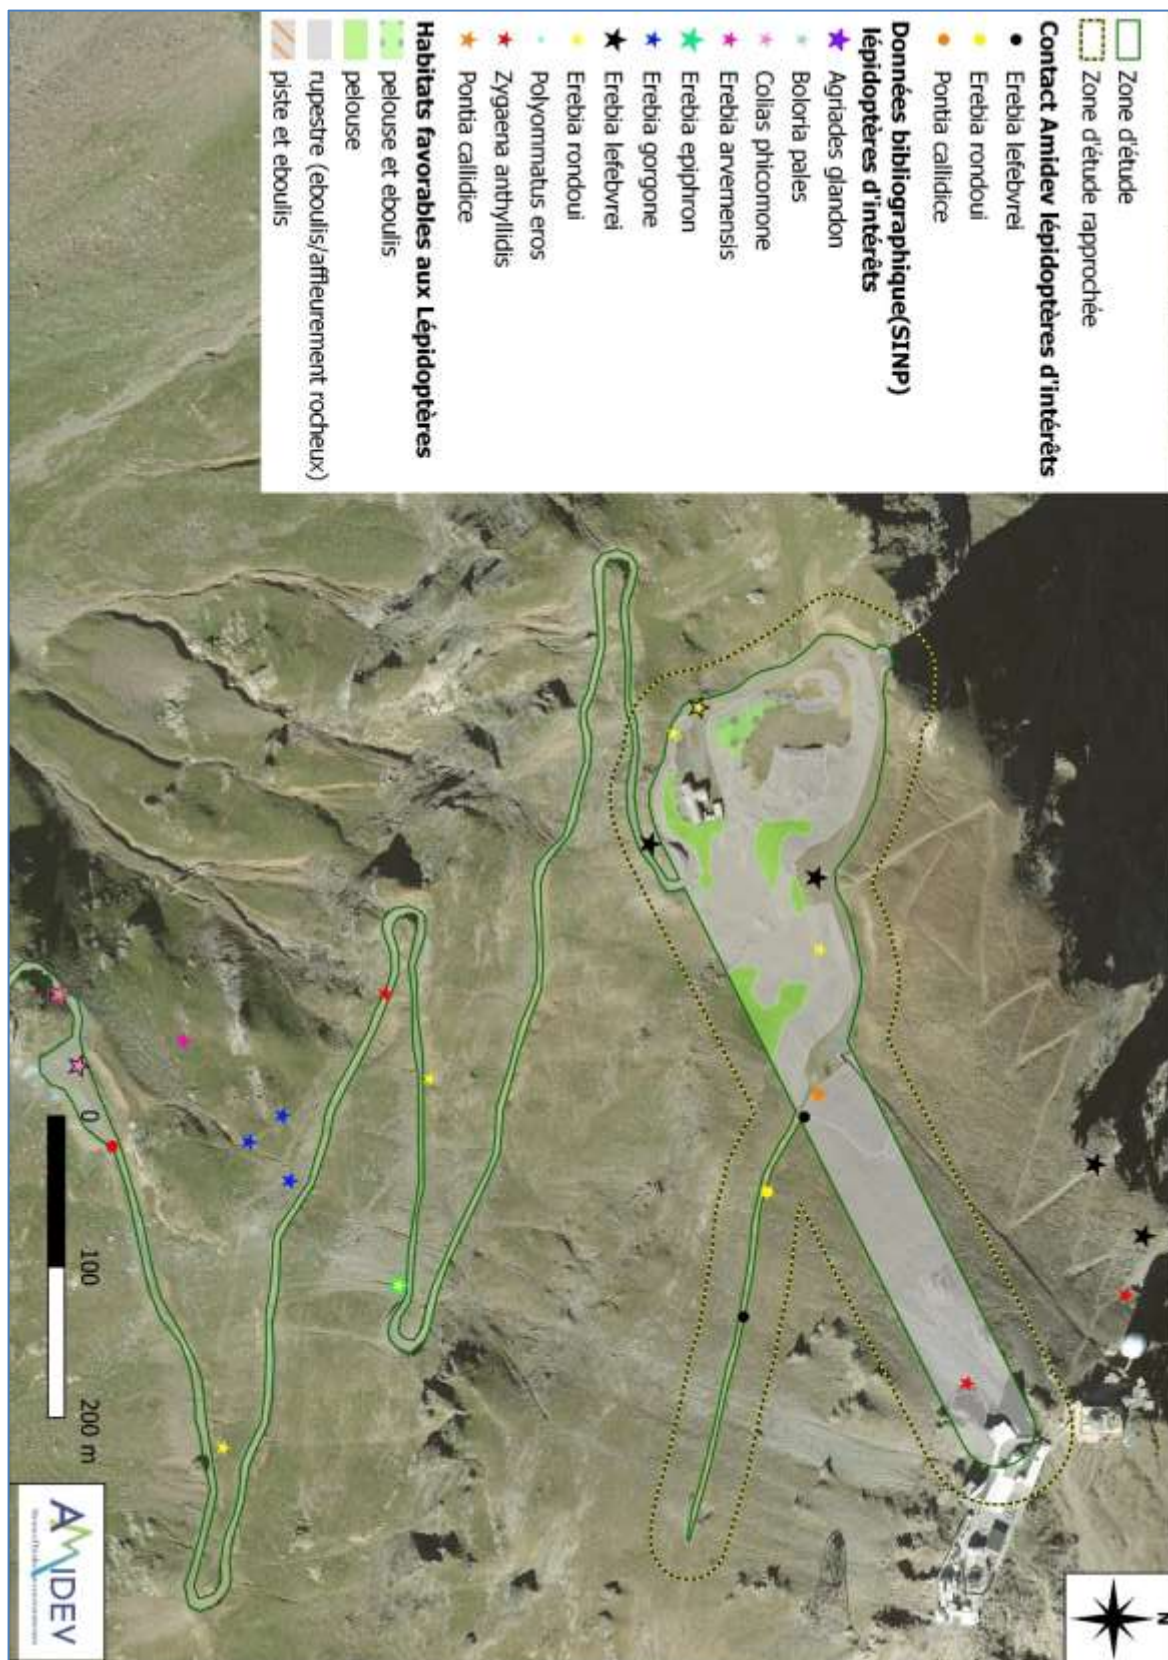 Zone d'étude
Zone d'étude rapprochée
Contact Amidev lépidoptères d'intérêts
Erebia lefebvrei
Erebia rondoui
Pontia callidice
Données bibliographique(SINP)
lépidoptères d'intérêts
Agriades glandon
Boloria pales
Colias phicomone
Erebia arvernensis
Erebia epiphron
Erebia gorgone
Erebia lefebvrei
Erebia rondoui
Polyommatus eros
Zygaena anthyllidis
Pontia callidice
Habitats favorables aux Lépidoptères
pelouse et eboulis
pelouse
rupestre (eboulis/affleurement rocheux)
piste et eboulis
N
0 100 200 m
AMIDEV